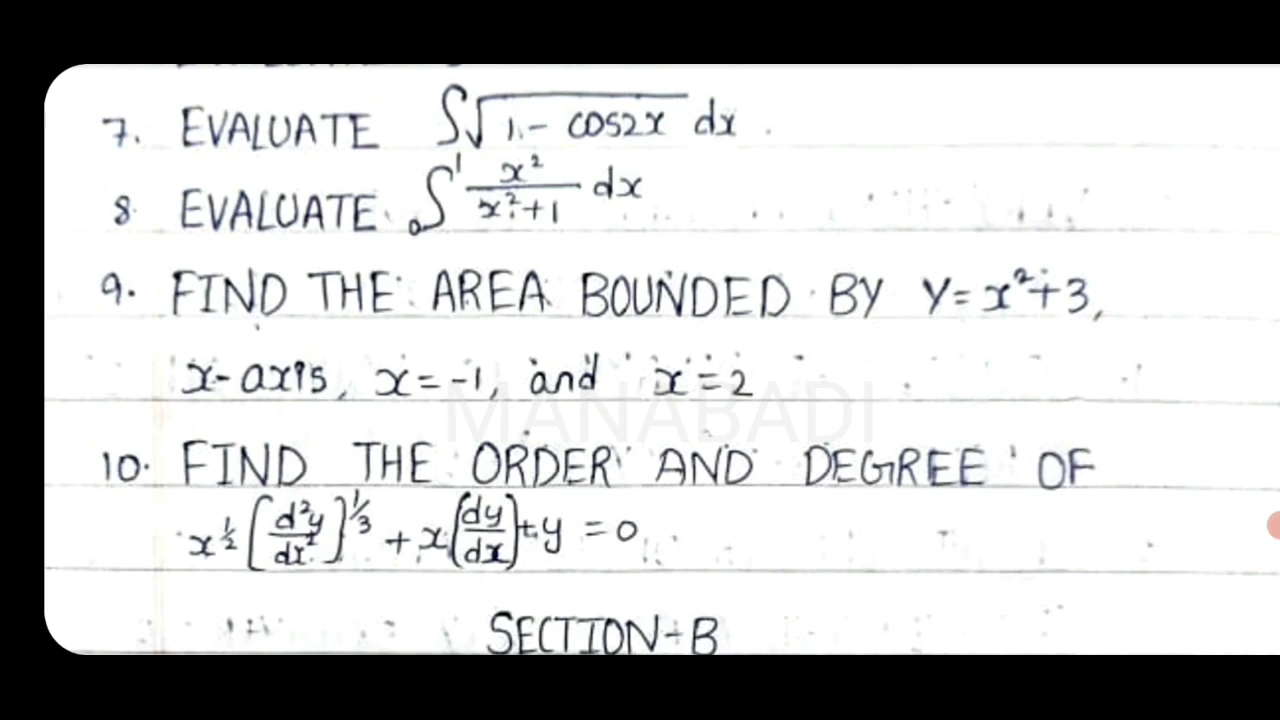 7. EVALUATE ∫√(1 - cos2x) dx.
8. EVALUATE ₀∫¹ x²/(x²+1) dx
9. FIND THE AREA BOUNDED BY y = x²+3,
x-axis, x = -1, and x = 2
MANABADI
10. FIND THE ORDER AND DEGREE OF
x^½ [d²y/dx²]^⅓ + x(dy/dx) + y = 0
SECTION-B